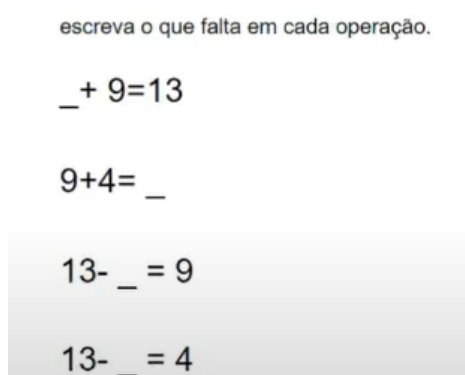 escreva o que falta em cada operação.
_+ 9=13
9+4= _
13- _ = 9
13- _ = 4